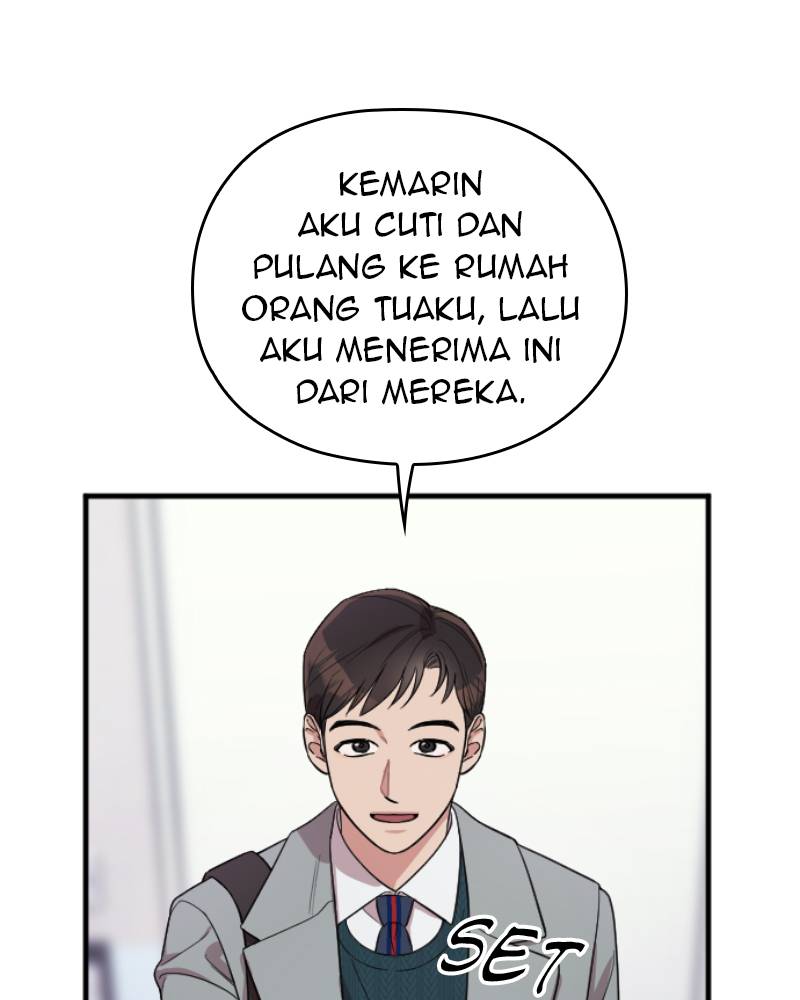 KEMARIN
AKU CUTI DAN
PULANG KE RUMAH
ORANG TUAKU, LALU
AKU MENERIMA INI
DARI MEREKA.
SET